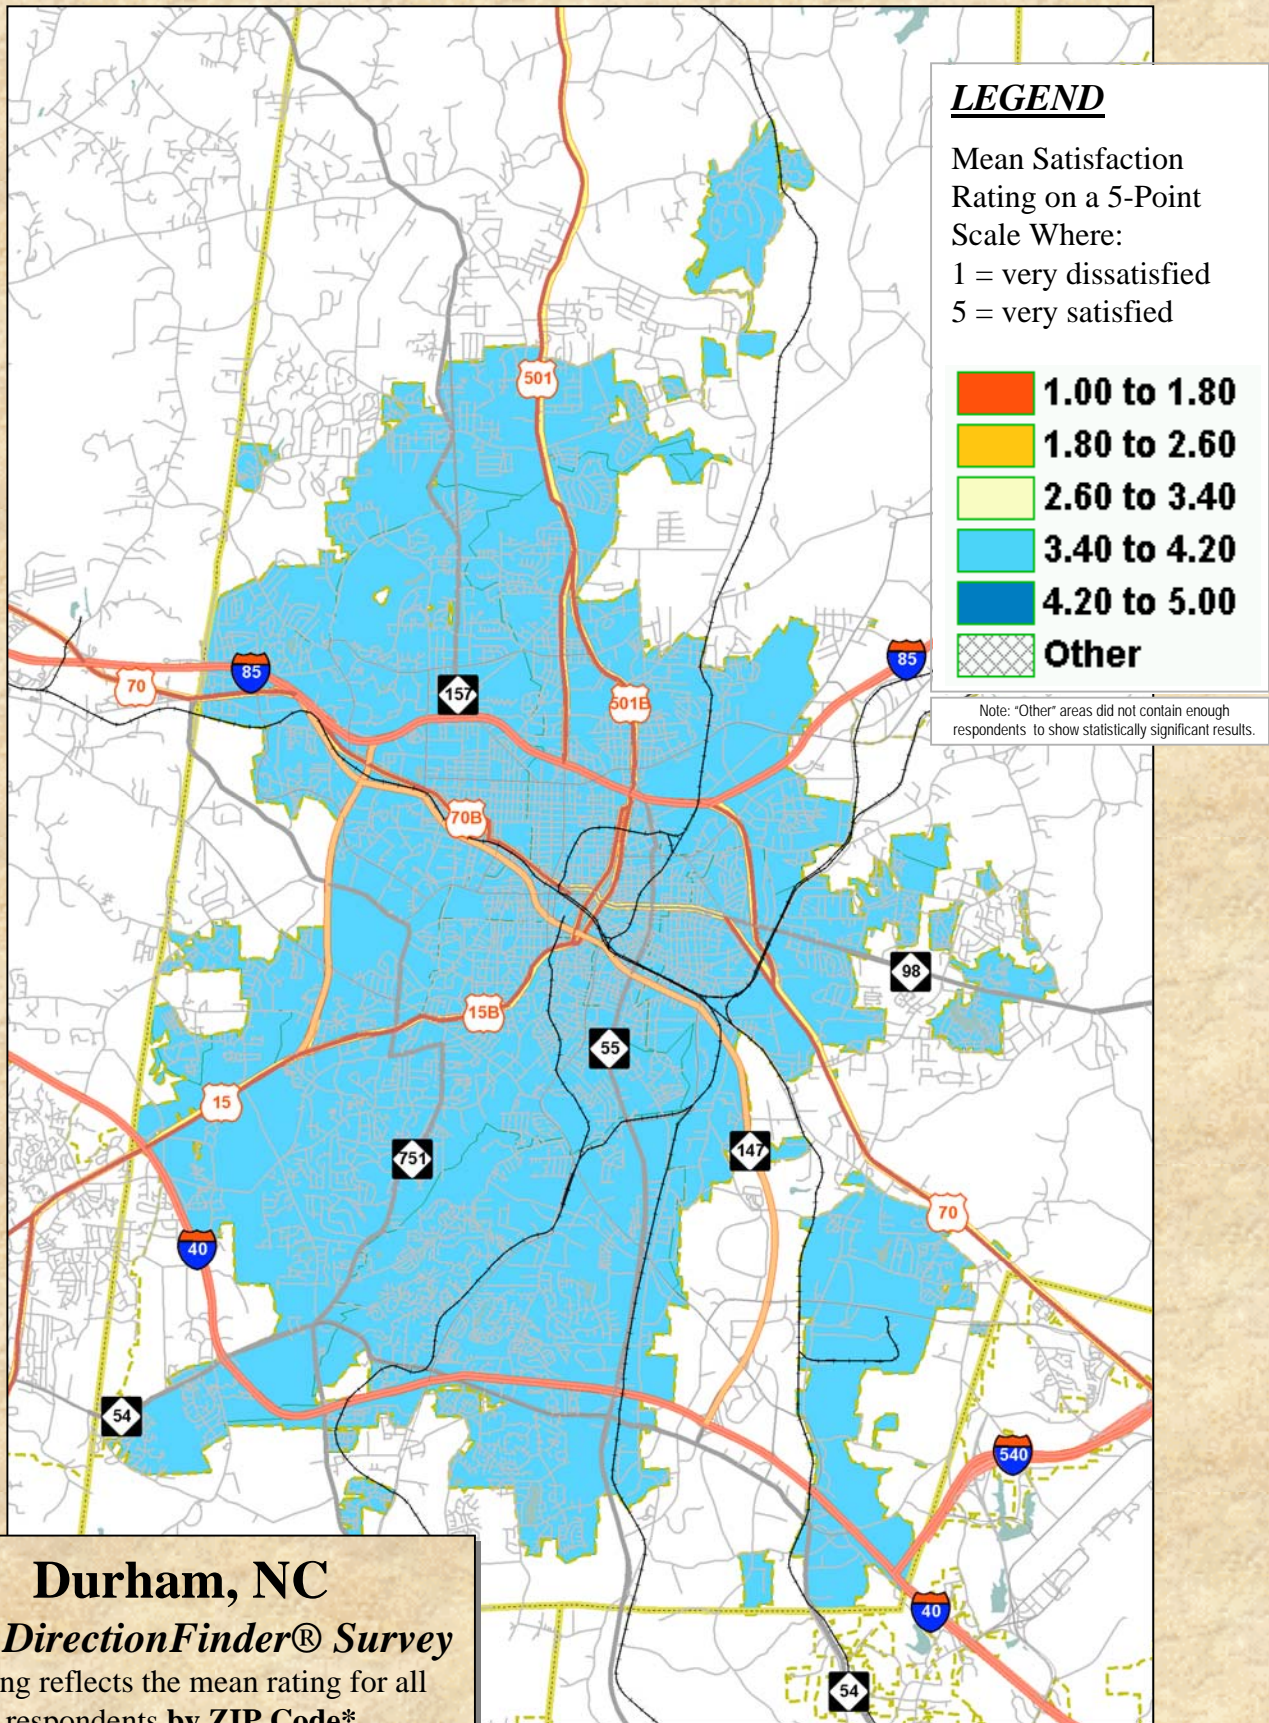 LEGEND
Mean Satisfaction
Rating on a 5-Point
Scale Where:
1 = very dissatisfied
5 = very satisfied
1.00 to 1.80
1.80 to 2.60
2.60 to 3.40
3.40 to 4.20
4.20 to 5.00
Other
Note: "Other" areas did not contain enough
respondents to show statistically significant results.
501
85
85
70
157
501B
70B
98
15B
55
15
751
147
70
40
54
540
40
54
Durham, NC
DirectionFinder® Survey
ng reflects the mean rating for all
respondents by ZIP Code*